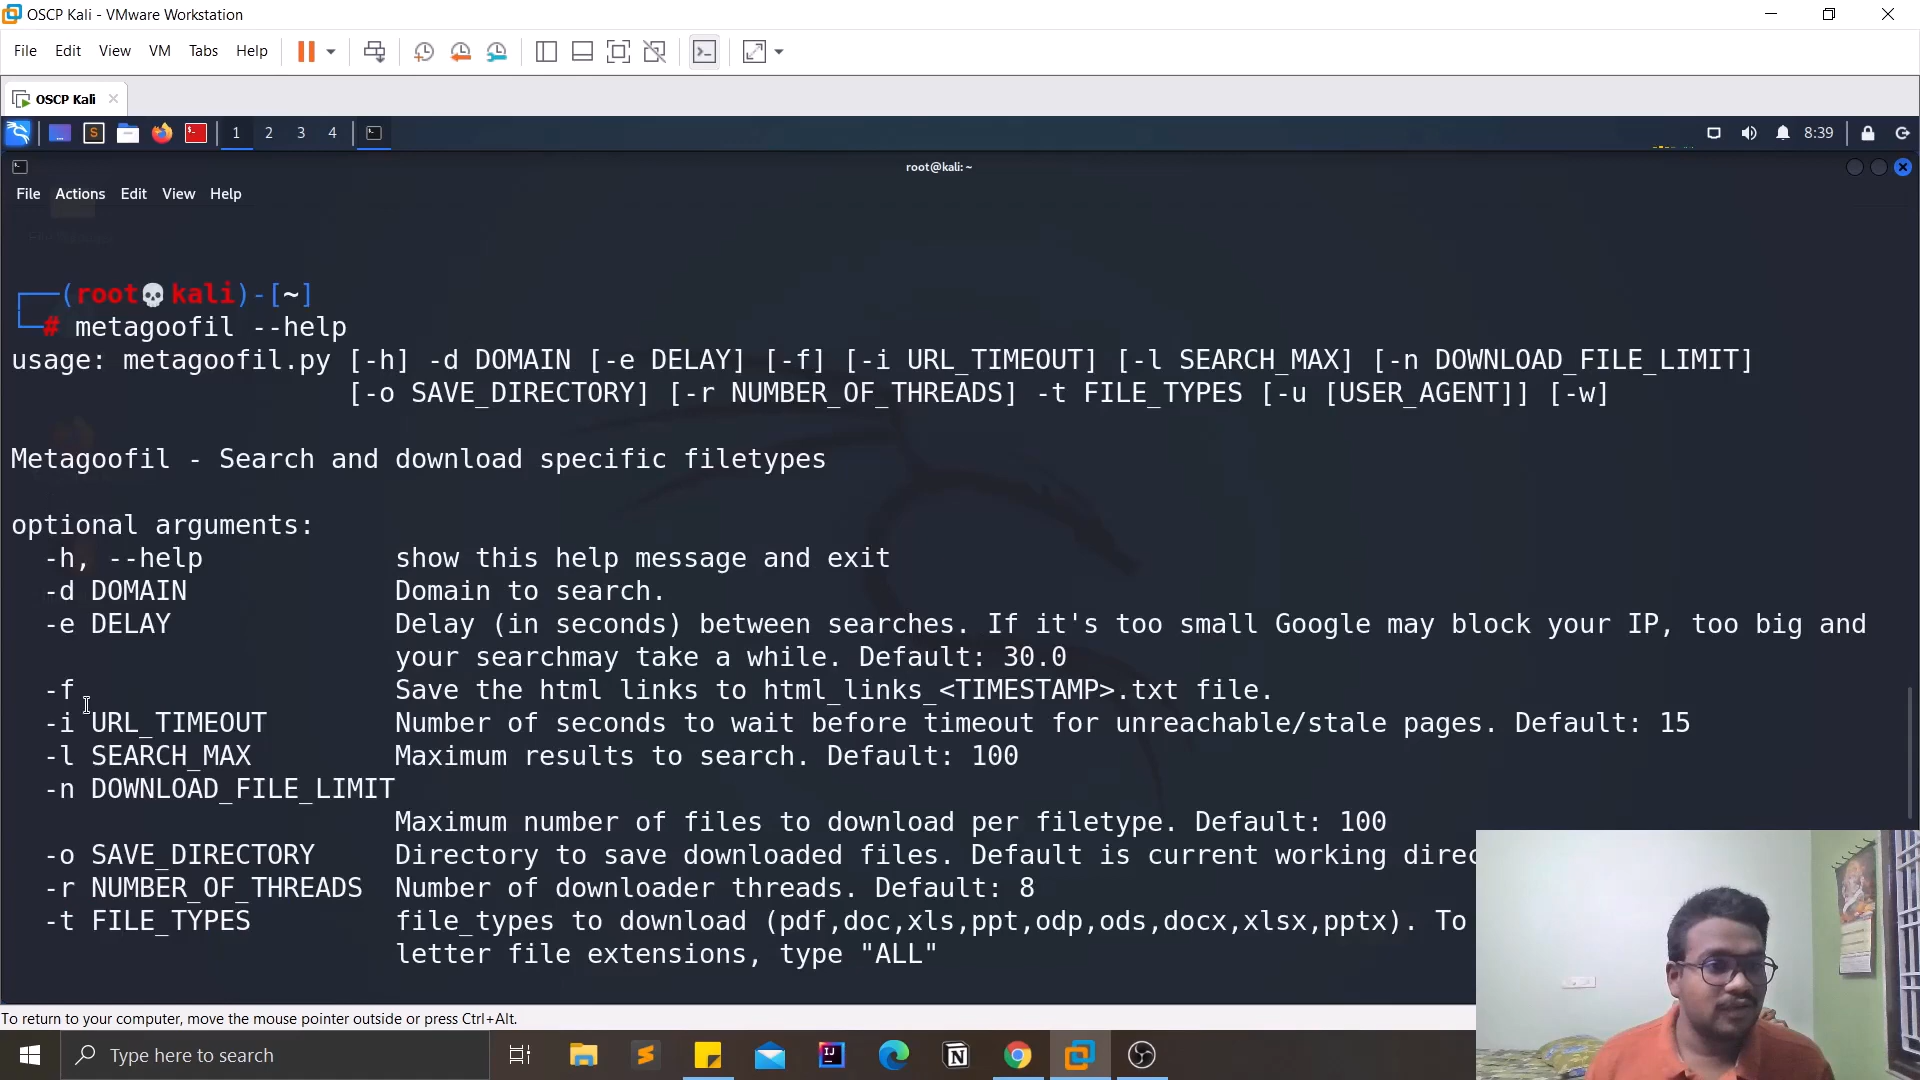 OSCP Kali - VMware Workstation
File Edit View VM Tabs Help
OSCP Kali
1 2 3 4
8:39
root@kali: ~
File Actions Edit View Help
┌──(root💀kali)-[~]
└─# metagoofil --help
usage: metagoofil.py [-h] -d DOMAIN [-e DELAY] [-f] [-i URL_TIMEOUT] [-l SEARCH_MAX] [-n DOWNLOAD_FILE_LIMIT]
[-o SAVE_DIRECTORY] [-r NUMBER_OF_THREADS] -t FILE_TYPES [-u [USER_AGENT]] [-w]
Metagoofil - Search and download specific filetypes
optional arguments:
-h, --help show this help message and exit
-d DOMAIN Domain to search.
-e DELAY Delay (in seconds) between searches. If it's too small Google may block your IP, too big and
your searchmay take a while. Default: 30.0
-f Save the html links to html_links_<TIMESTAMP>.txt file.
-i URL_TIMEOUT Number of seconds to wait before timeout for unreachable/stale pages. Default: 15
-l SEARCH_MAX Maximum results to search. Default: 100
-n DOWNLOAD_FILE_LIMIT
Maximum number of files to download per filetype. Default: 100
-o SAVE_DIRECTORY Directory to save downloaded files. Default is current working direc
-r NUMBER_OF_THREADS Number of downloader threads. Default: 8
-t FILE_TYPES file_types to download (pdf,doc,xls,ppt,odp,ods,docx,xlsx,pptx). To
letter file extensions, type "ALL"
To return to your computer, move the mouse pointer outside or press Ctrl+Alt.
Type here to search